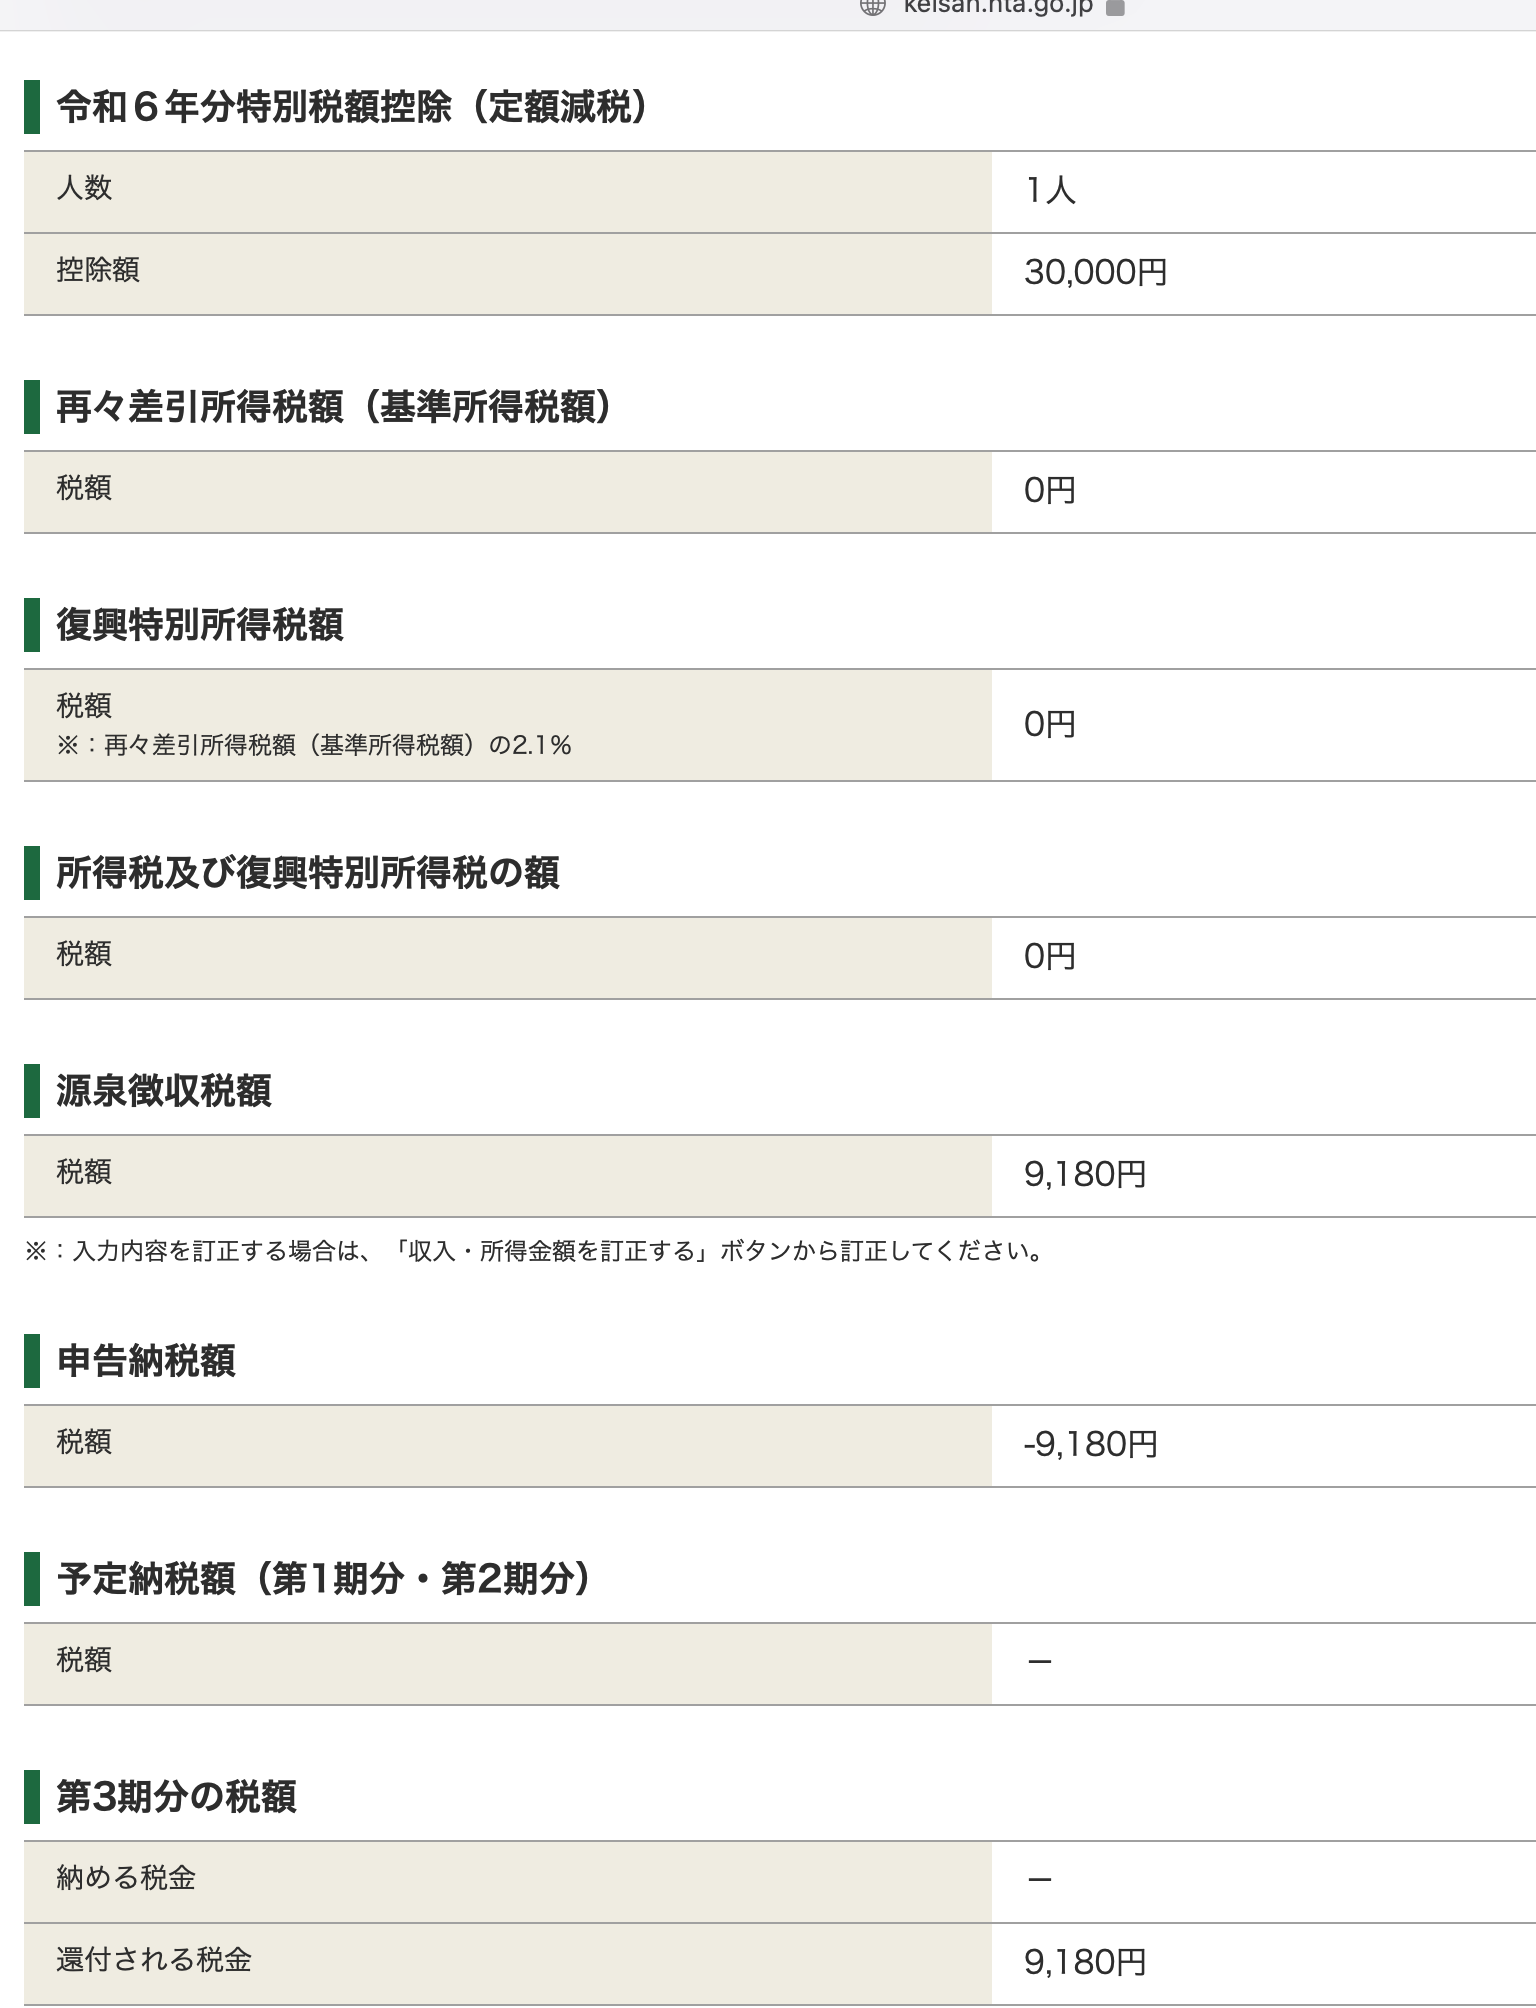 keisan.nta.go.jp
令和６年分特別税額控除（定額減税）
人数
1人
控除額
30,000円
再々差引所得税額（基準所得税額）
税額
0円
復興特別所得税額
税額
※：再々差引所得税額（基準所得税額）の2.1%
0円
所得税及び復興特別所得税の額
税額
0円
源泉徴収税額
税額
9,180円
※：入力内容を訂正する場合は、「収入・所得金額を訂正する」ボタンから訂正してください。
申告納税額
税額
-9,180円
予定納税額（第1期分・第2期分）
税額
－
第3期分の税額
納める税金
－
還付される税金
9,180円